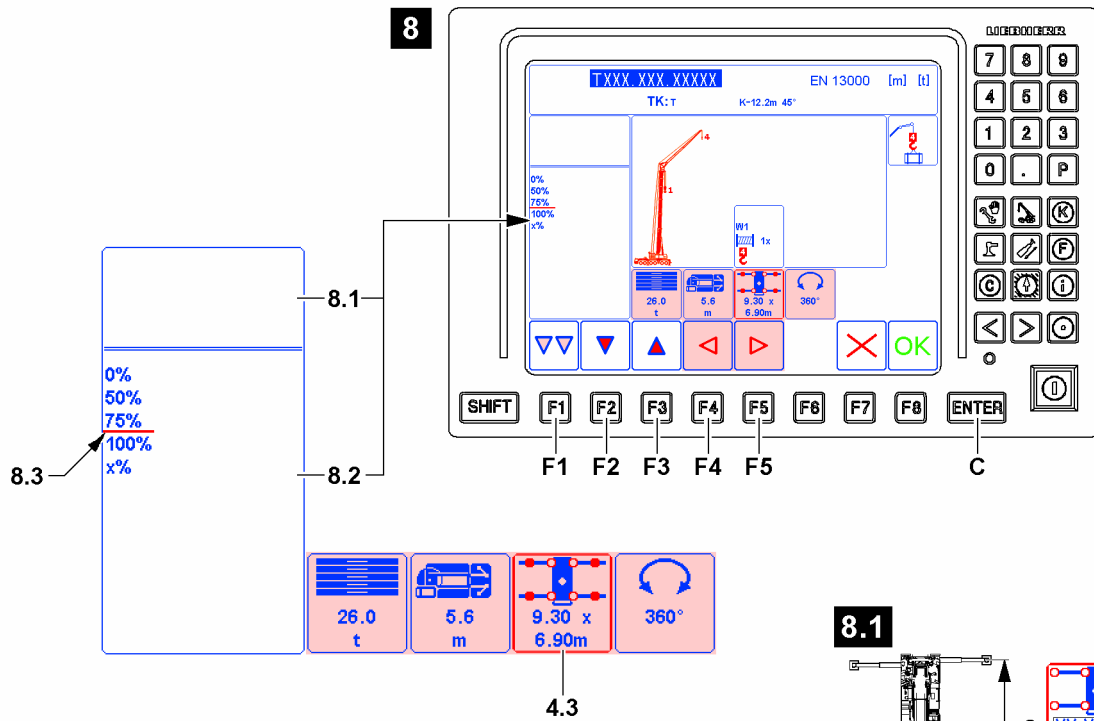 8
LIEBHERR
TXXX.XXX.XXXXX
EN 13000 [m] [t]
TK: T
K-12.2m 45°
4
1
4
0%
50%
75%
100%
x%
W1
1x
26.0
t
5.6
m
9.30 x
6.90m
360°
OK
7 8 9
4 5 6
1 2 3
0 . P
K
F
C i
SHIFT F1 F2 F3 F4 F5 F6 F7 F8 ENTER
F1 F2 F3 F4 F5 C
8.1
0%
50%
75%
100%
x%
8.3
8.2
26.0
t
5.6
m
9.30 x
6.90m
360°
4.3
8.1